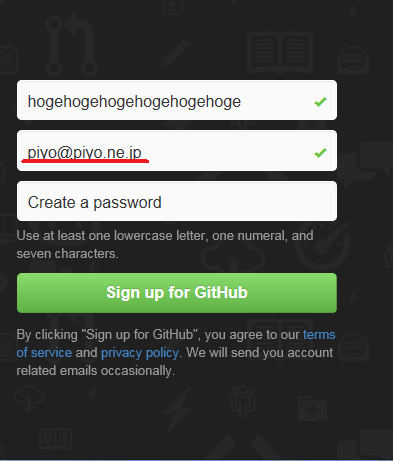 hogehogehogehogehogehoge
piyo@piyo.ne.jp
Create a password
Use at least one lowercase letter, one numeral, and
seven characters.
Sign up for GitHub
By clicking "Sign up for GitHub", you agree to our terms
of service and privacy policy. We will send you account
related emails occasionally.